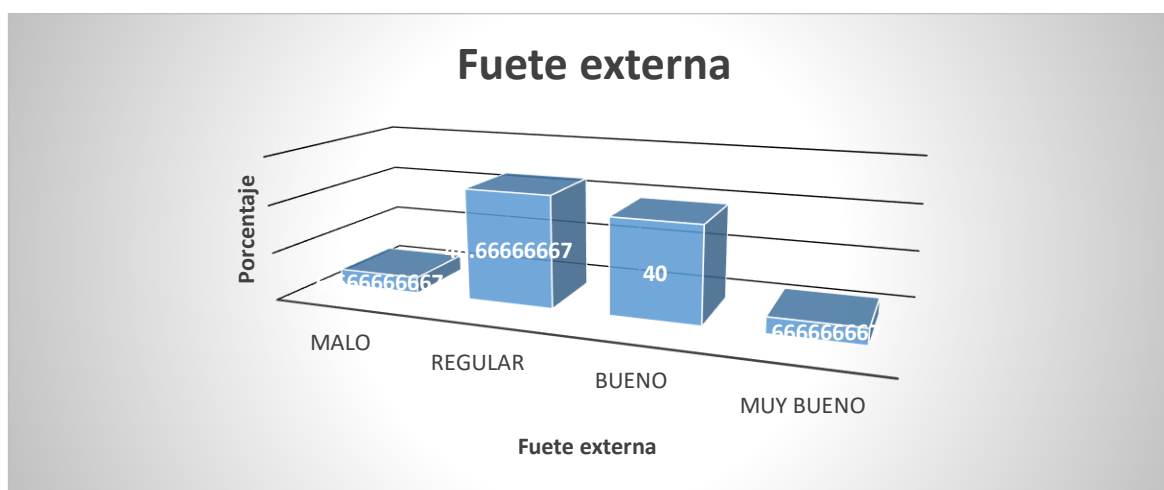 Fuete externa
Porcentaje
40
MALO
REGULAR
BUENO
MUY BUENO
Fuete externa